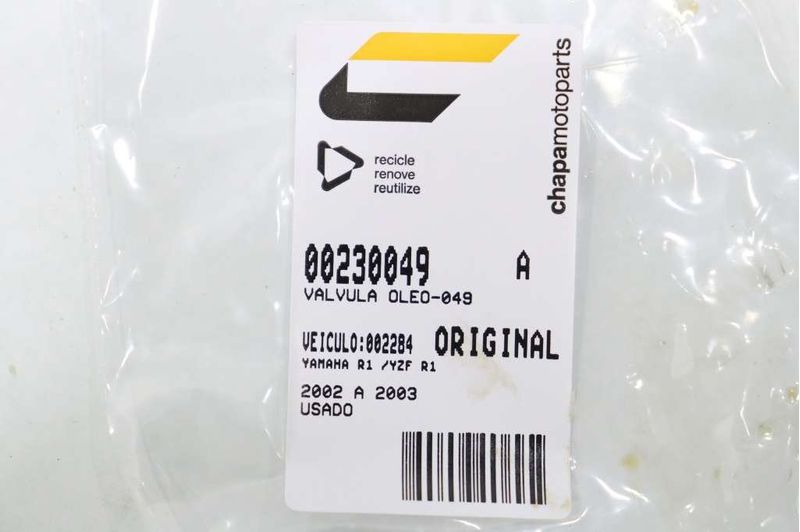 chapamotoparts
recicle
renove
reutilize
00230049 A
VALVULA OLEO-049
VEICULO:002284 ORIGINAL
YAMAHA R1 /YZF R1
2002 A 2003
USADO